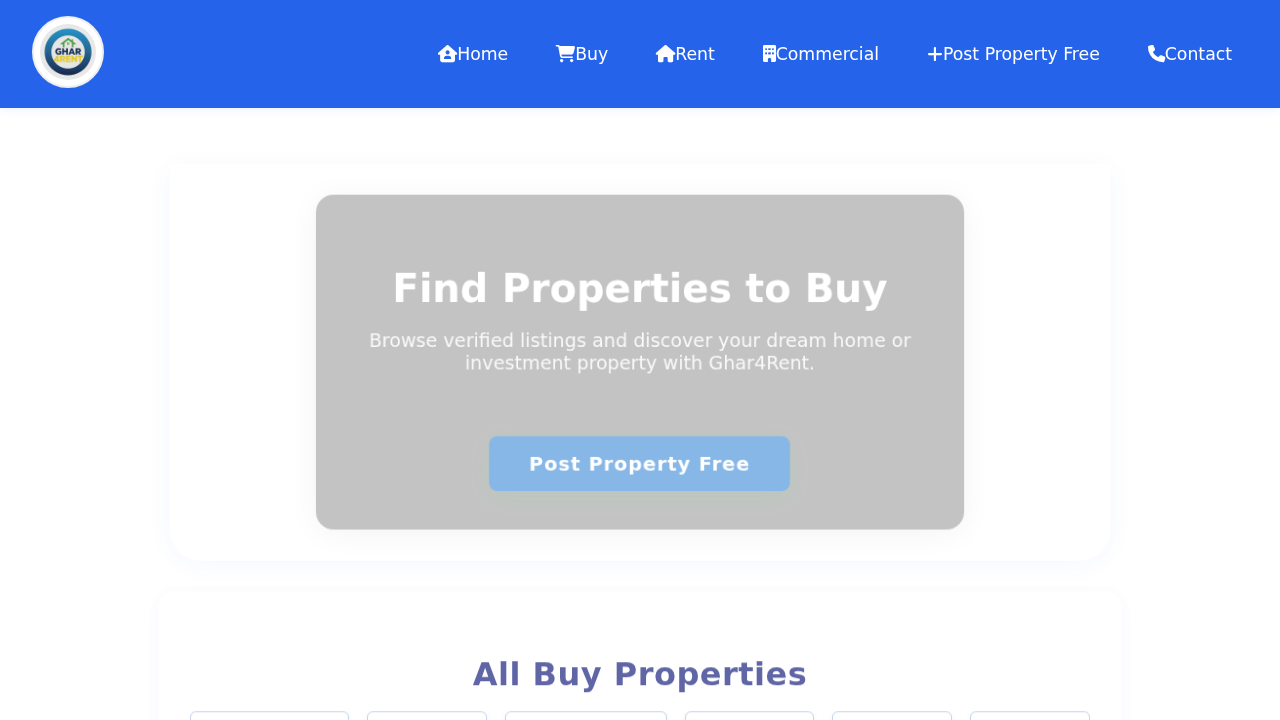 GHAR
4RENT
Home
Buy
Rent
Commercial
Post Property Free
Contact
Find Properties to Buy
Browse verified listings and discover your dream home or
investment property with Ghar4Rent.
Post Property Free
All Buy Properties